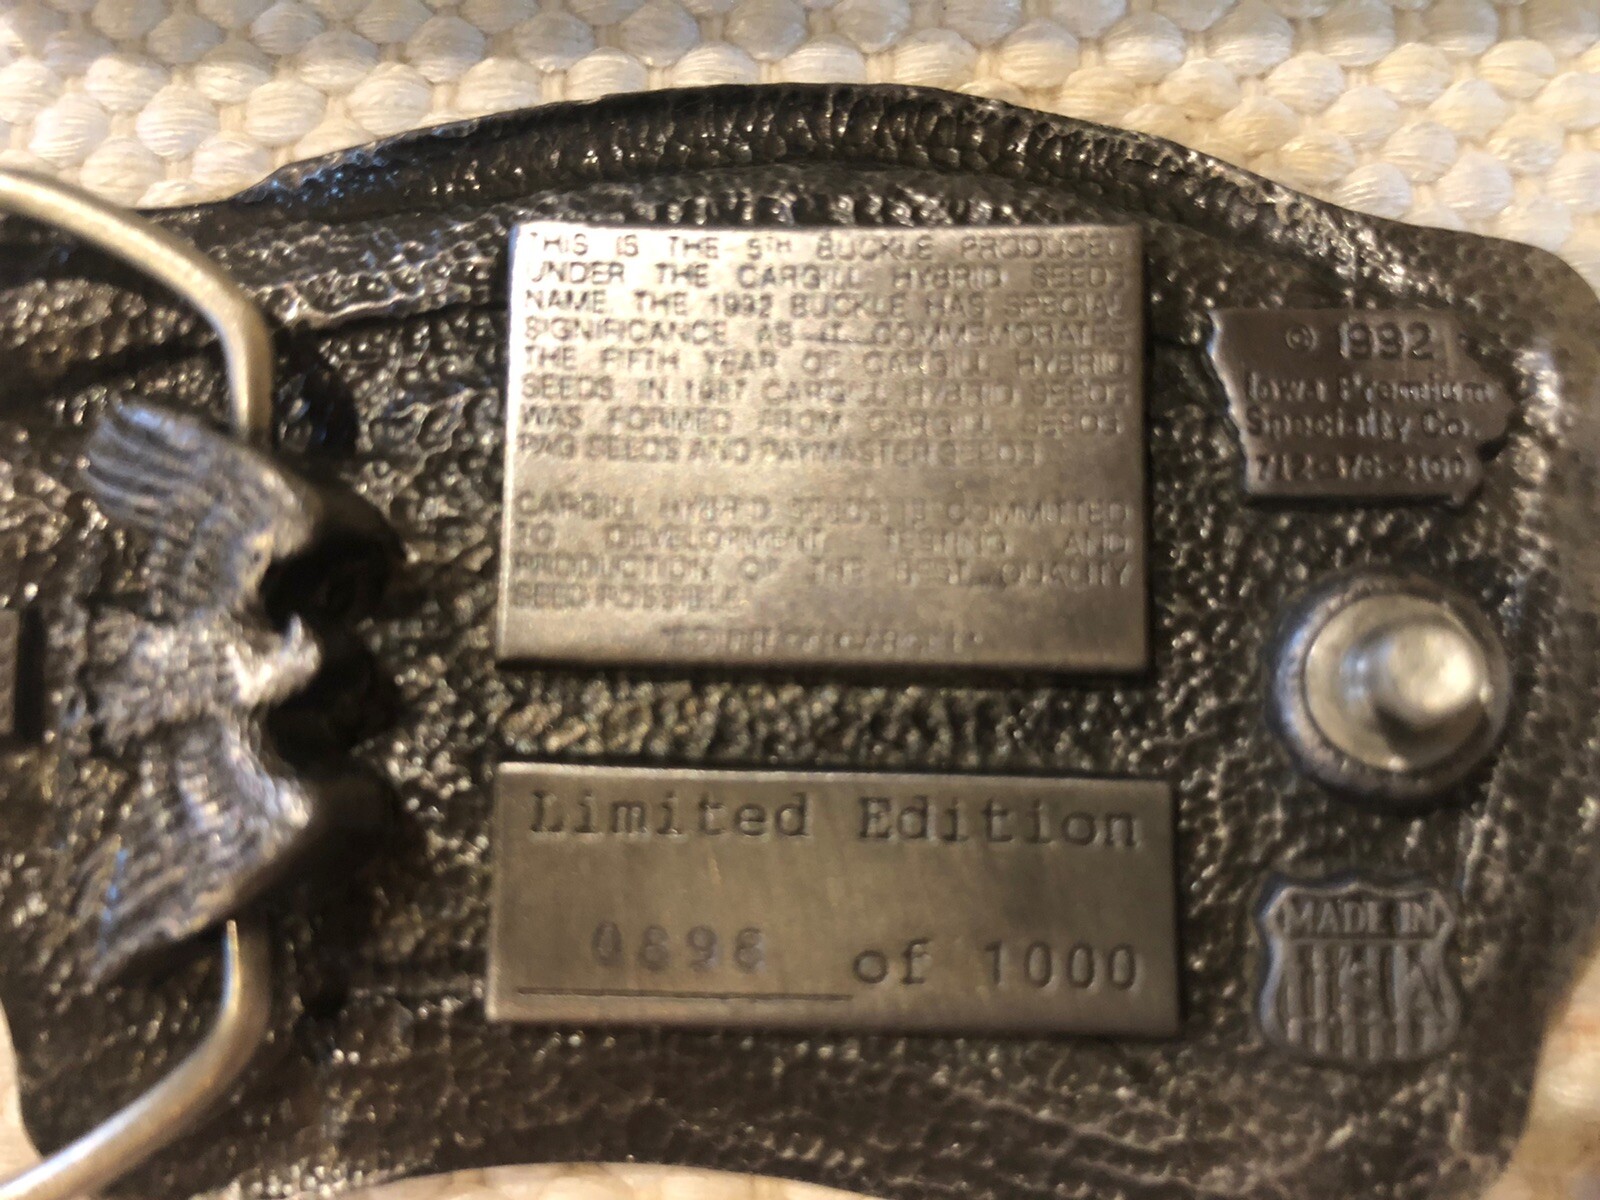 THIS IS THE 5TH BUCKLE PRODUCED
UNDER THE CARGILL HYBRID SEEDS
NAME. THE 1992 BUCKLE HAS SPECIAL
SIGNIFICANCE AS IT COMMEMORATES
THE FIFTH YEAR OF CARGILL HYBRID
SEEDS. IN 1987 CARGILL HYBRID SEEDS
WAS FORMED FROM CARGILL SEEDS,
PAG SEEDS AND PAYMASTER SEEDS.
CARGILL HYBRID SEEDS IS COMMITTED
TO DEVELOPMENT TESTING AND
PRODUCTION OF THE BEST QUALITY
SEED POSSIBLE.
© 1992
Iowa Premium
Specialty Co.
Limited Edition
of 1000
MADE IN
USA